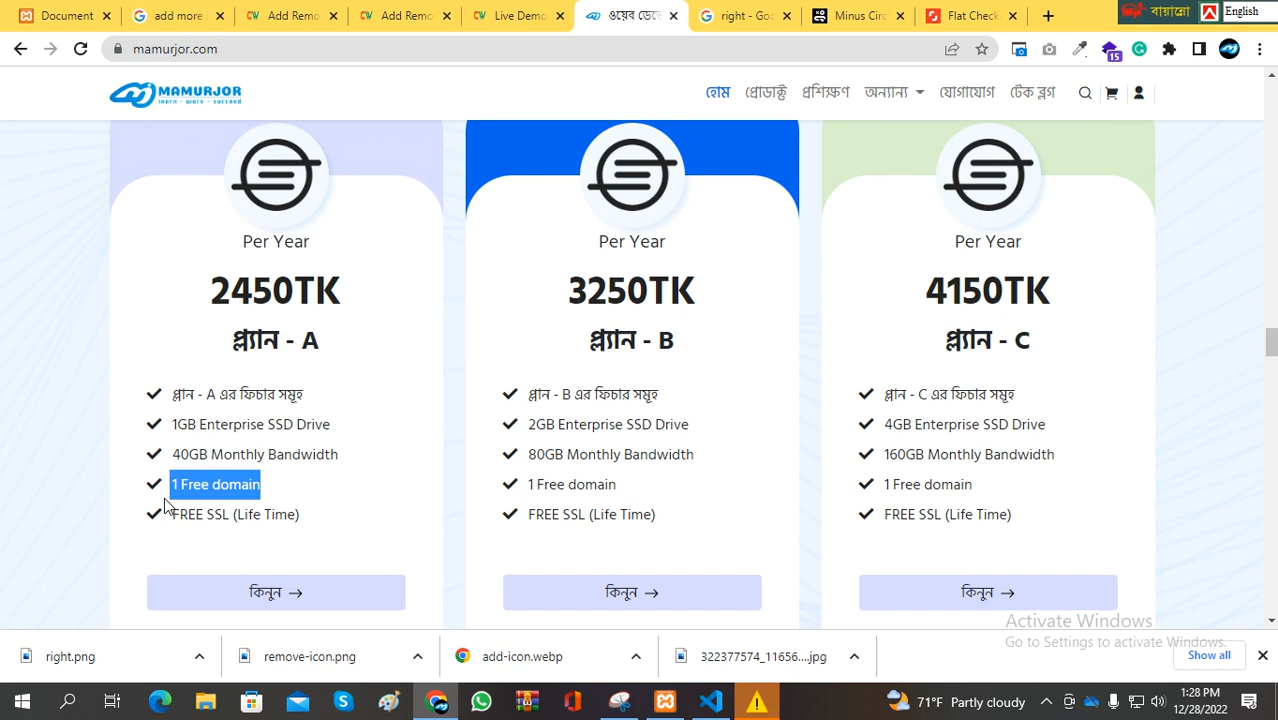 Document
add more
Add Remo
Add Remo
Live Demo
ওয়েব ডেভে
right - Goo
Minus Circ
Flat Check
বায়ান্নো
English
mamurjor.com
15
MAMURJOR
learn - work - succeed
হোম প্রোডাক্ট প্রশিক্ষণ অন্যান্য যোগাযোগ টেক ব্লগ
Per Year
2450TK
প্ল্যান - A
প্লান - A এর ফিচার সমূহ
1GB Enterprise SSD Drive
40GB Monthly Bandwidth
1 Free domain
FREE SSL (Life Time)
কিনুন →
Per Year
3250TK
প্ল্যান - B
প্লান - B এর ফিচার সমূহ
2GB Enterprise SSD Drive
80GB Monthly Bandwidth
1 Free domain
FREE SSL (Life Time)
কিনুন →
Per Year
4150TK
প্ল্যান - C
প্লান - C এর ফিচার সমূহ
4GB Enterprise SSD Drive
160GB Monthly Bandwidth
1 Free domain
FREE SSL (Life Time)
কিনুন →
Activate Windows
Go to Settings to activate Windows.
right.png
remove-icon.png
add-icon.webp
322377574_11656....jpg
Show all
71°F Partly cloudy
1:28 PM
12/28/2022